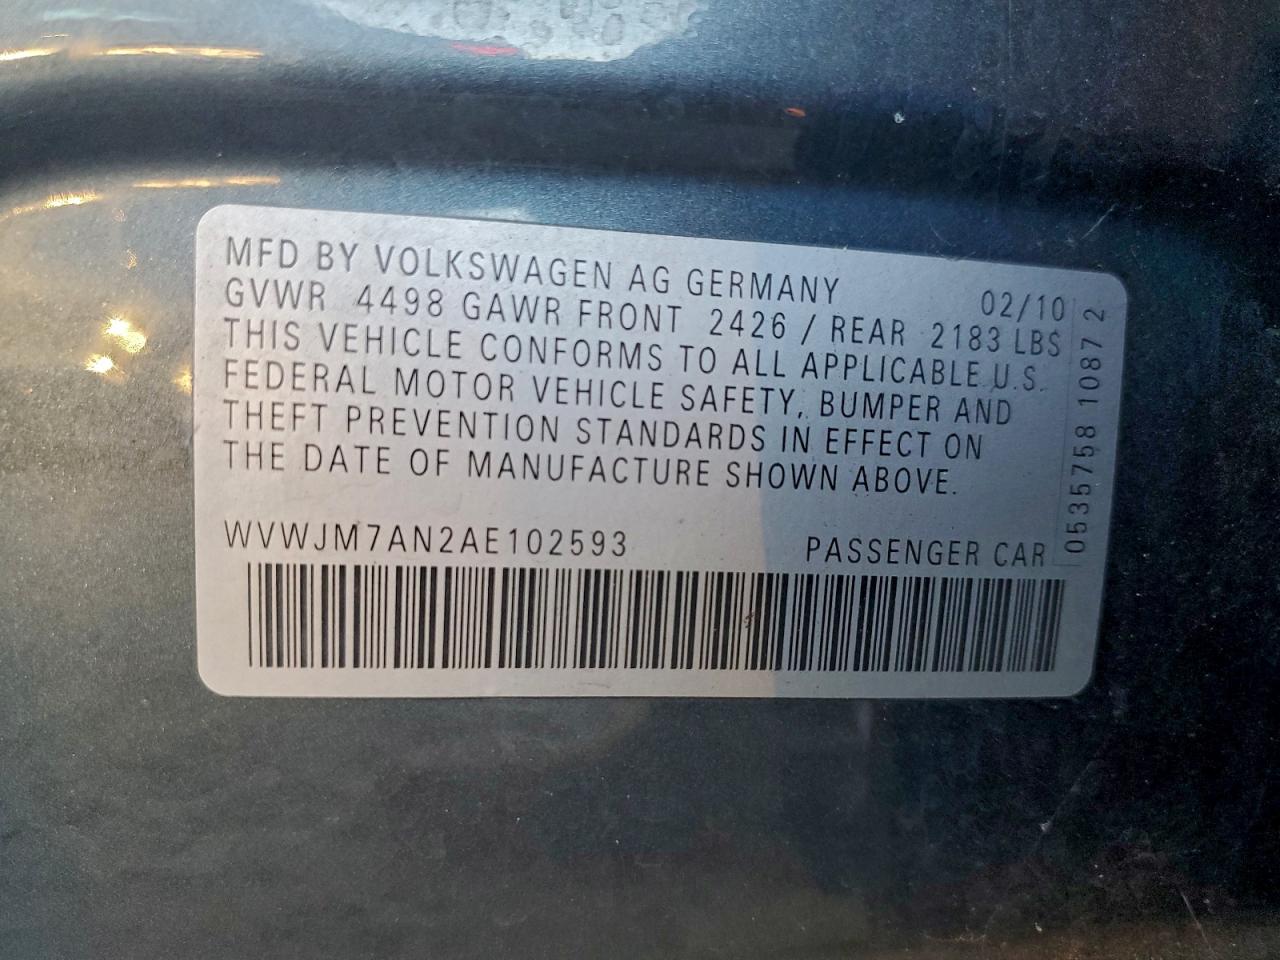 MFD BY VOLKSWAGEN AG GERMANY 02/10
GVWR 4498 GAWR FRONT 2426 / REAR 2183 LBS
THIS VEHICLE CONFORMS TO ALL APPLICABLE U.S.
FEDERAL MOTOR VEHICLE SAFETY, BUMPER AND
THEFT PREVENTION STANDARDS IN EFFECT ON
THE DATE OF MANUFACTURE SHOWN ABOVE.
WVWJM7AN2AE102593 PASSENGER CAR
0535758 1087 2